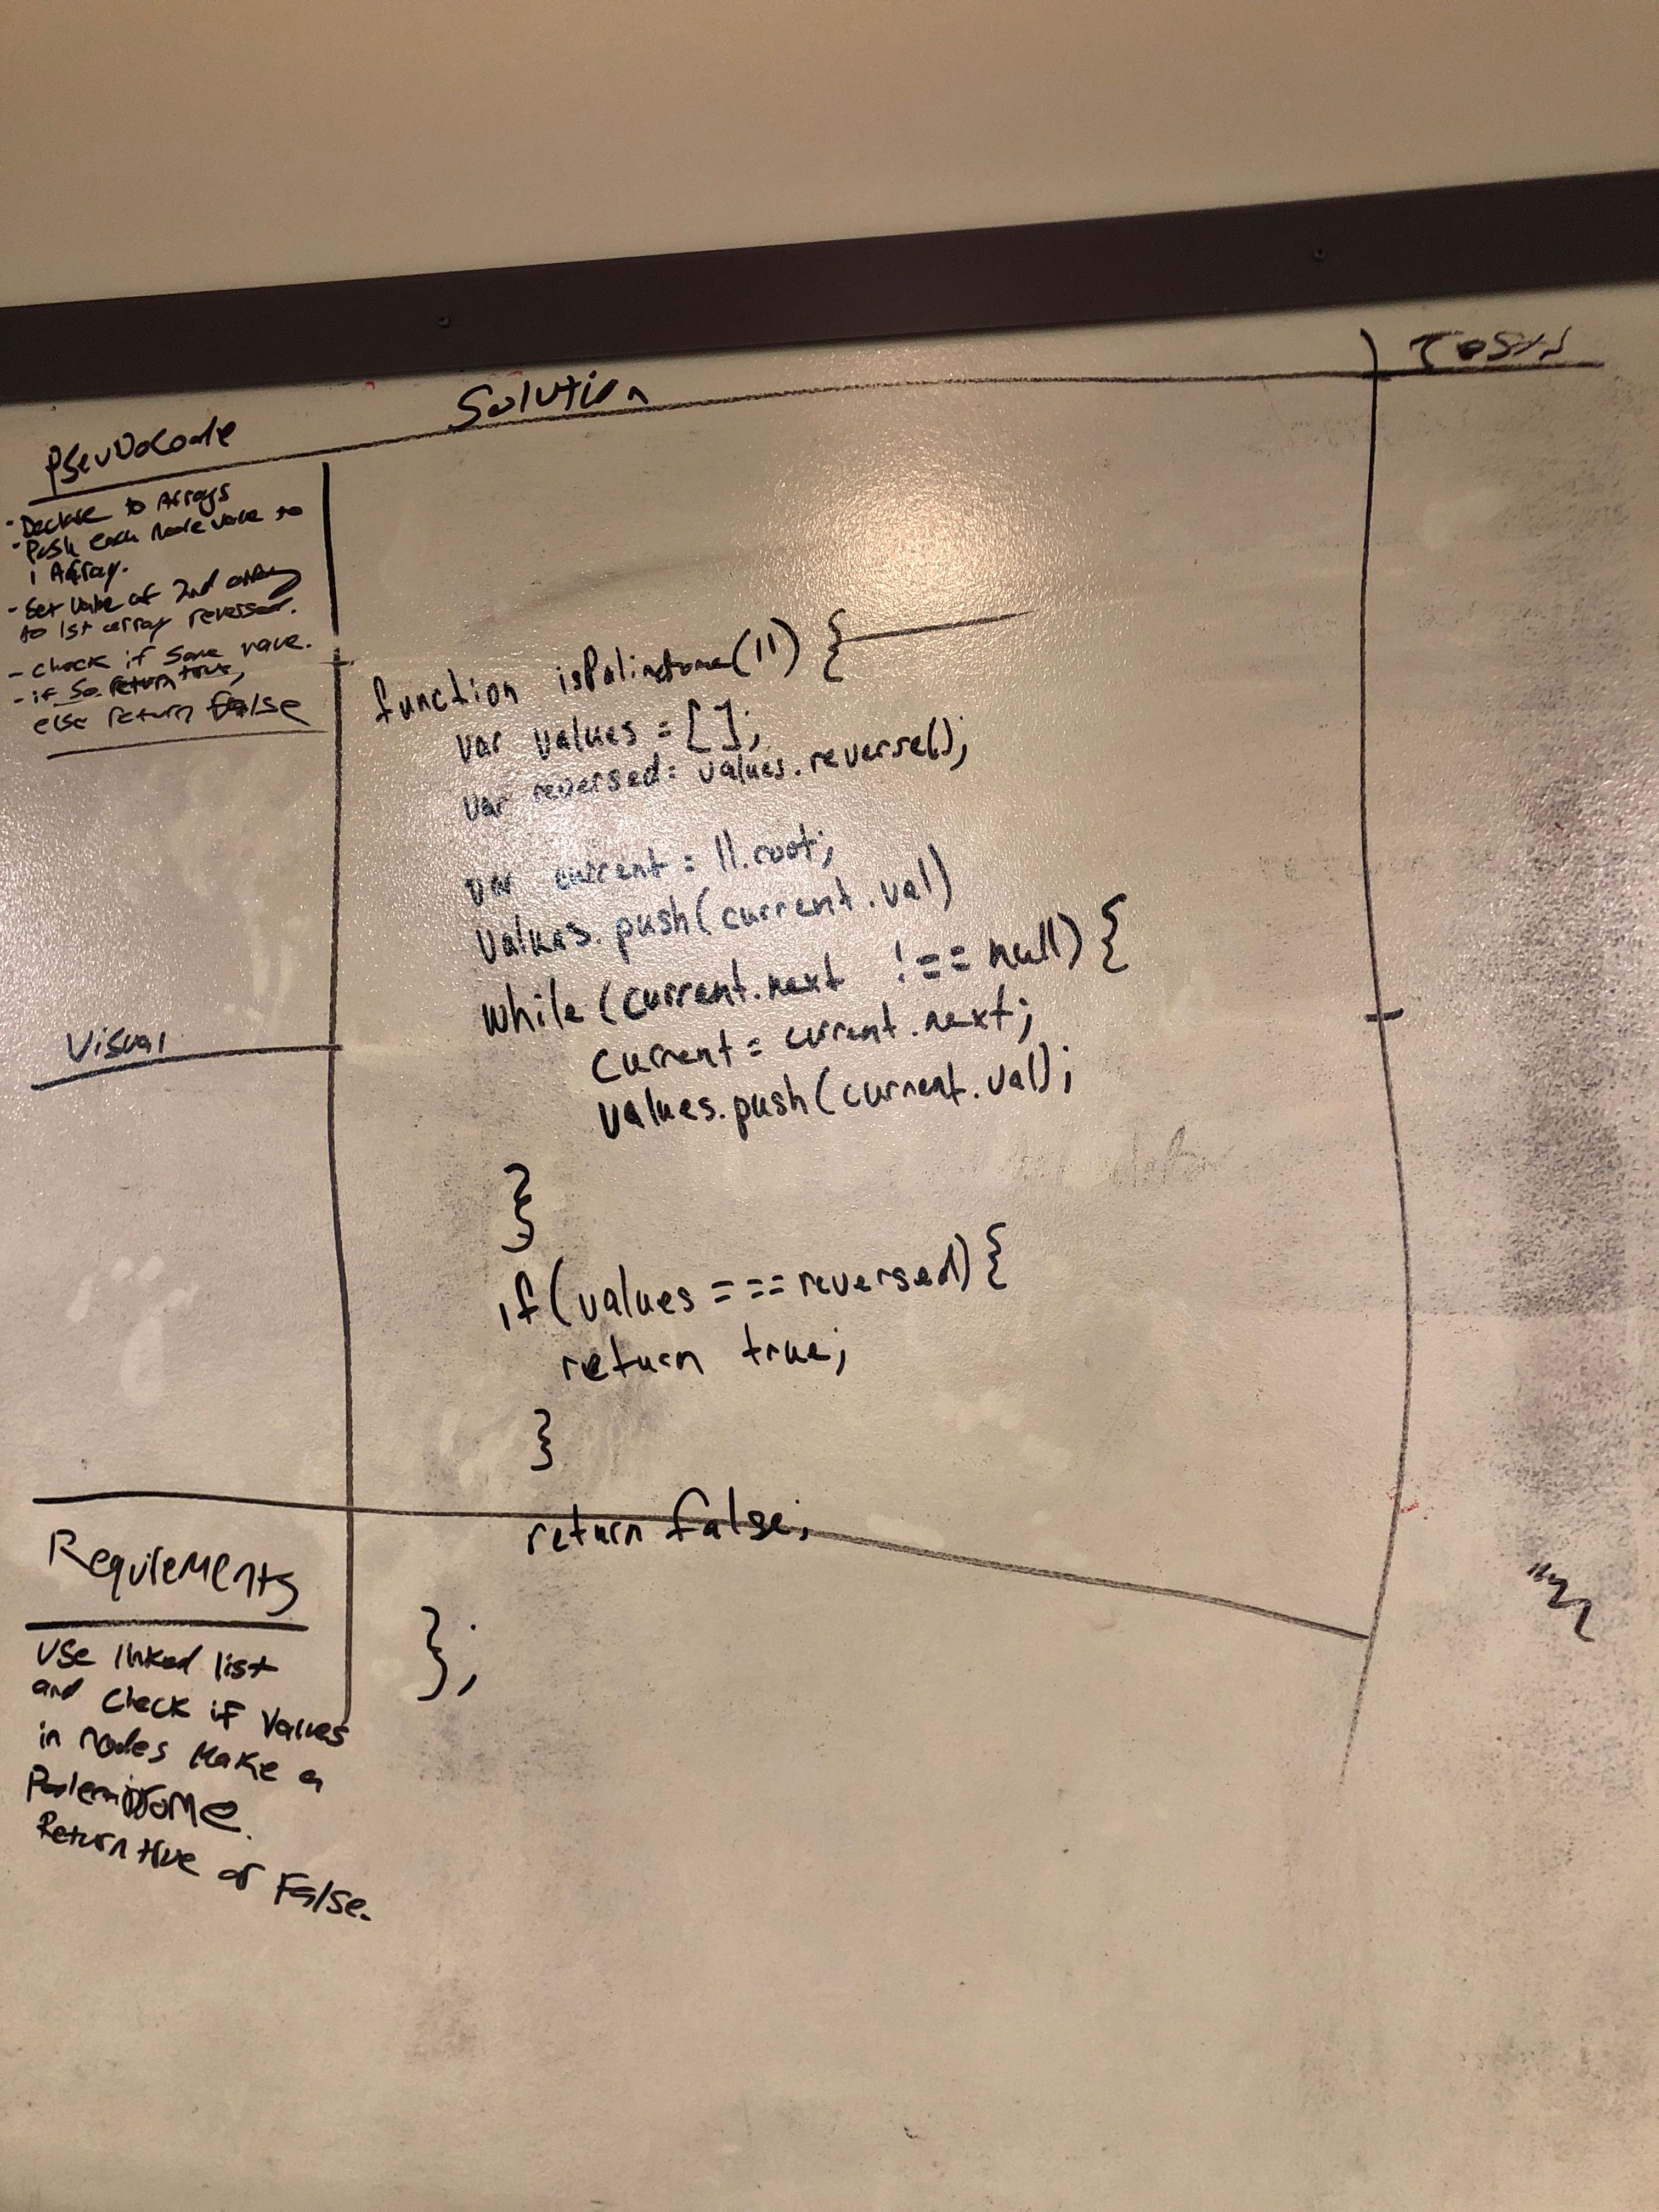 Solution
PSeuDoCode
- Declare to Arrays
- Push each Node value to
1 Array.
- Set value of 2nd array
to 1st array reversed.
- check if same value.
- if so return true,
else return False
function isPalindrome(ll) {
var values = [];
var reversed = values.reverse();
var current = ll.root;
values.push(current.val)
while (current.next !== null) {
current = current.next;
values.push(current.val);
}
if (values === reversed) {
return true;
}
return false;
};
Visual
Requirements
Use linked list
and check if Values
in nodes Make a
Return true or False.